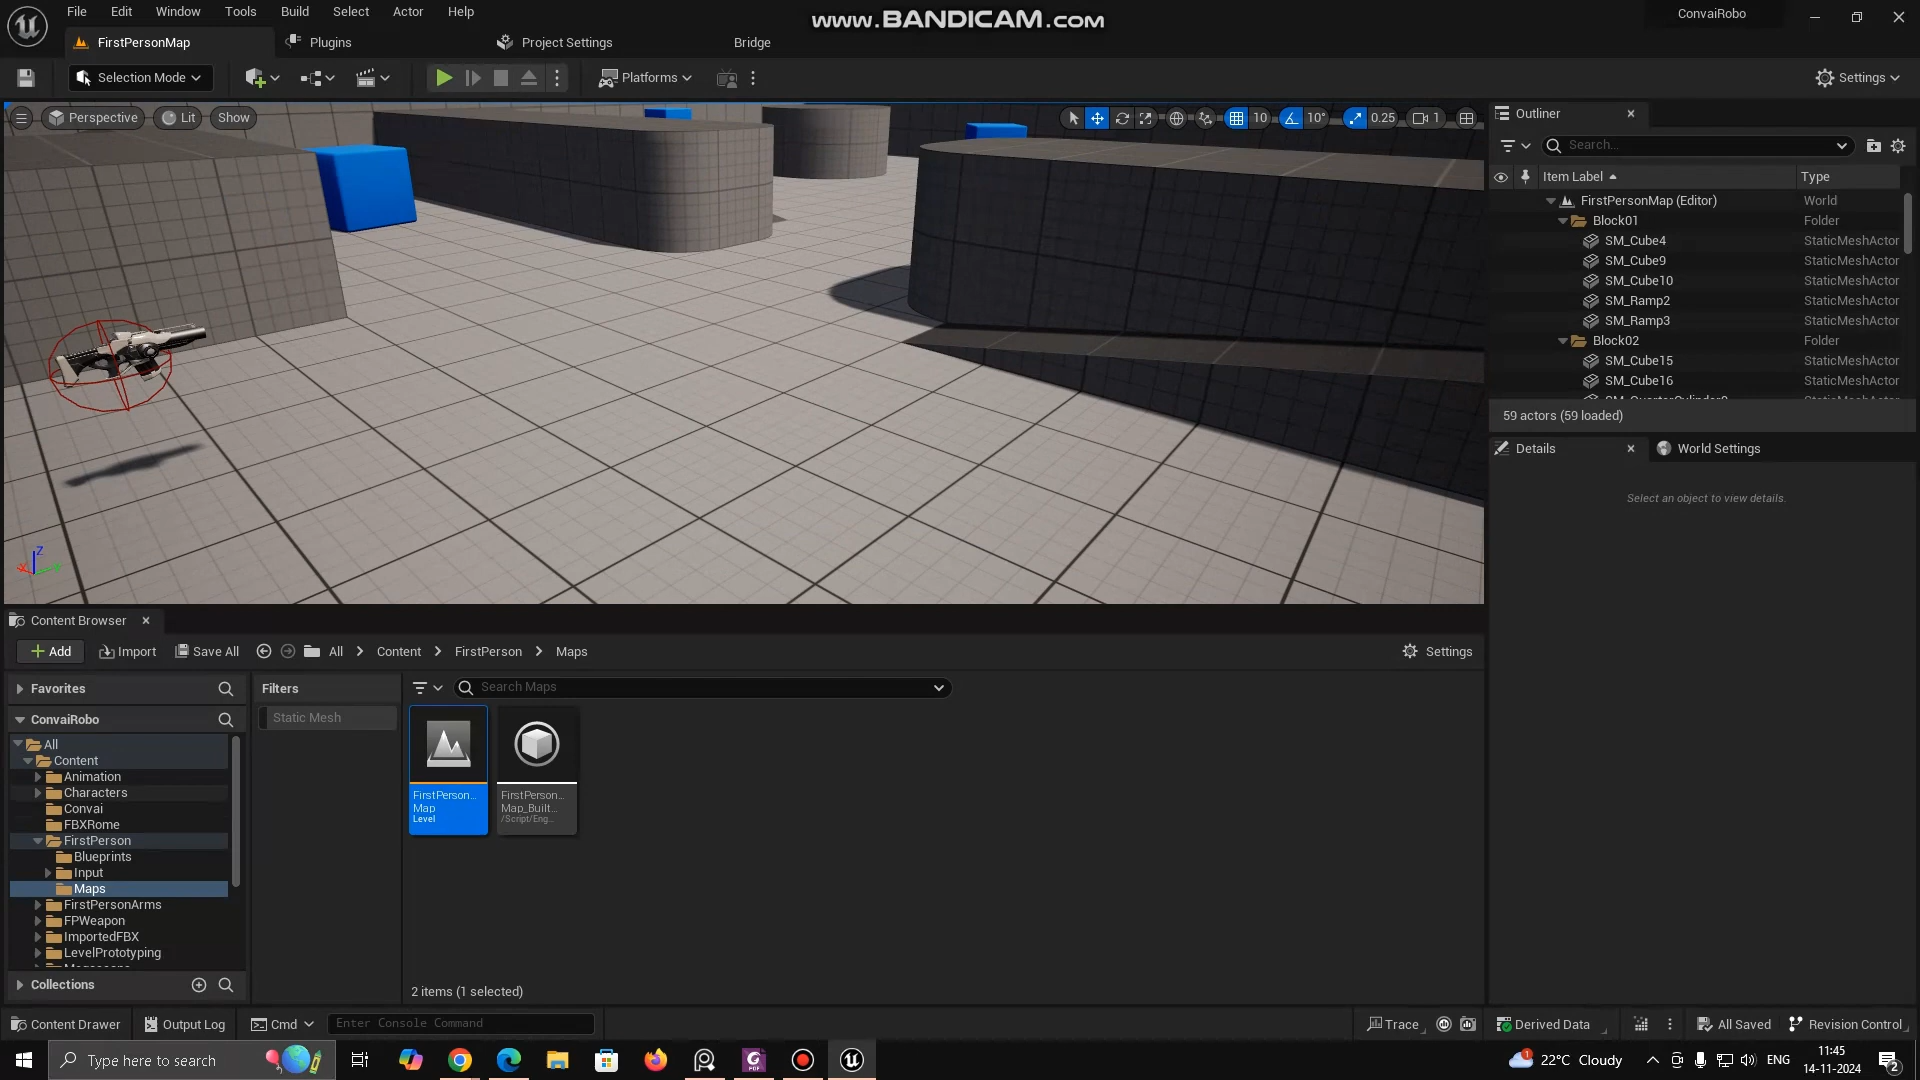 File Edit Window Tools Build Select Actor Help
www.BANDICAM.com
ConvaiRobo
FirstPersonMap
Plugins
Project Settings
Bridge
Selection Mode
Platforms
Settings
Perspective
Lit
Show
10
10°
0.25
1
Outliner
Search...
Item Label
Type
FirstPersonMap (Editor) World
Block01 Folder
SM_Cube4 StaticMeshActor
SM_Cube9 StaticMeshActor
SM_Cube10 StaticMeshActor
SM_Ramp2 StaticMeshActor
SM_Ramp3 StaticMeshActor
Block02 Folder
SM_Cube15 StaticMeshActor
SM_Cube16 StaticMeshActor
59 actors (59 loaded)
Details
World Settings
Select an object to view details.
Z
X
Content Browser
Add
Import
Save All
All
Content
FirstPerson
Maps
Settings
Favorites
ConvaiRobo
All
Content
Animation
Characters
Convai
FBXRome
FirstPerson
Blueprints
Input
Maps
FirstPersonArms
FPWeapon
ImportedFBX
LevelPrototyping
Collections
Filters
Static Mesh
Search Maps
FirstPerson...
Map
Level
FirstPerson...
Map_Built...
/Script/Eng...
2 items (1 selected)
Content Drawer
Output Log
Cmd
Enter Console Command
Trace
Derived Data
All Saved
Revision Control
Type here to search
22°C Cloudy
ENG
11:45
14-11-2024
2